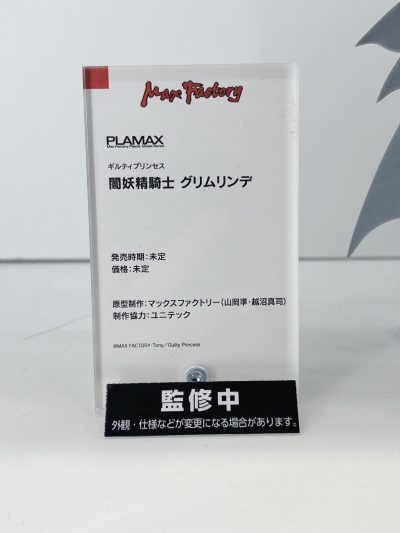 Max Factory
PLAMAX
Max Factory Plastic Model Series
ギルティプリンセス
闇妖精騎士 グリムリンデ
発売時期：未定
価格：未定
原型制作：マックスファクトリー（山岡準・越沼真司）
制作協力：ユニテック
©MAX FACTORY・Tony／Guilty Princess
監修中
外観・仕様などが変更になる場合があります。